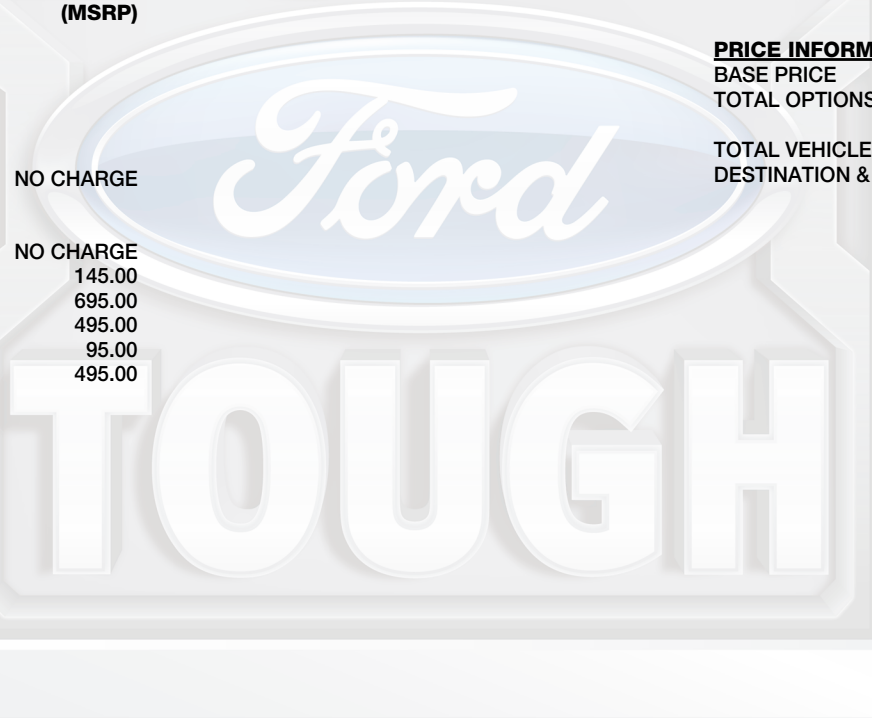 (MSRP)
NO CHARGE
NO CHARGE
145.00
695.00
495.00
95.00
495.00
PRICE INFORM
BASE PRICE
TOTAL OPTIONS
TOTAL VEHICLE
DESTINATION &
Ford
TOUGH